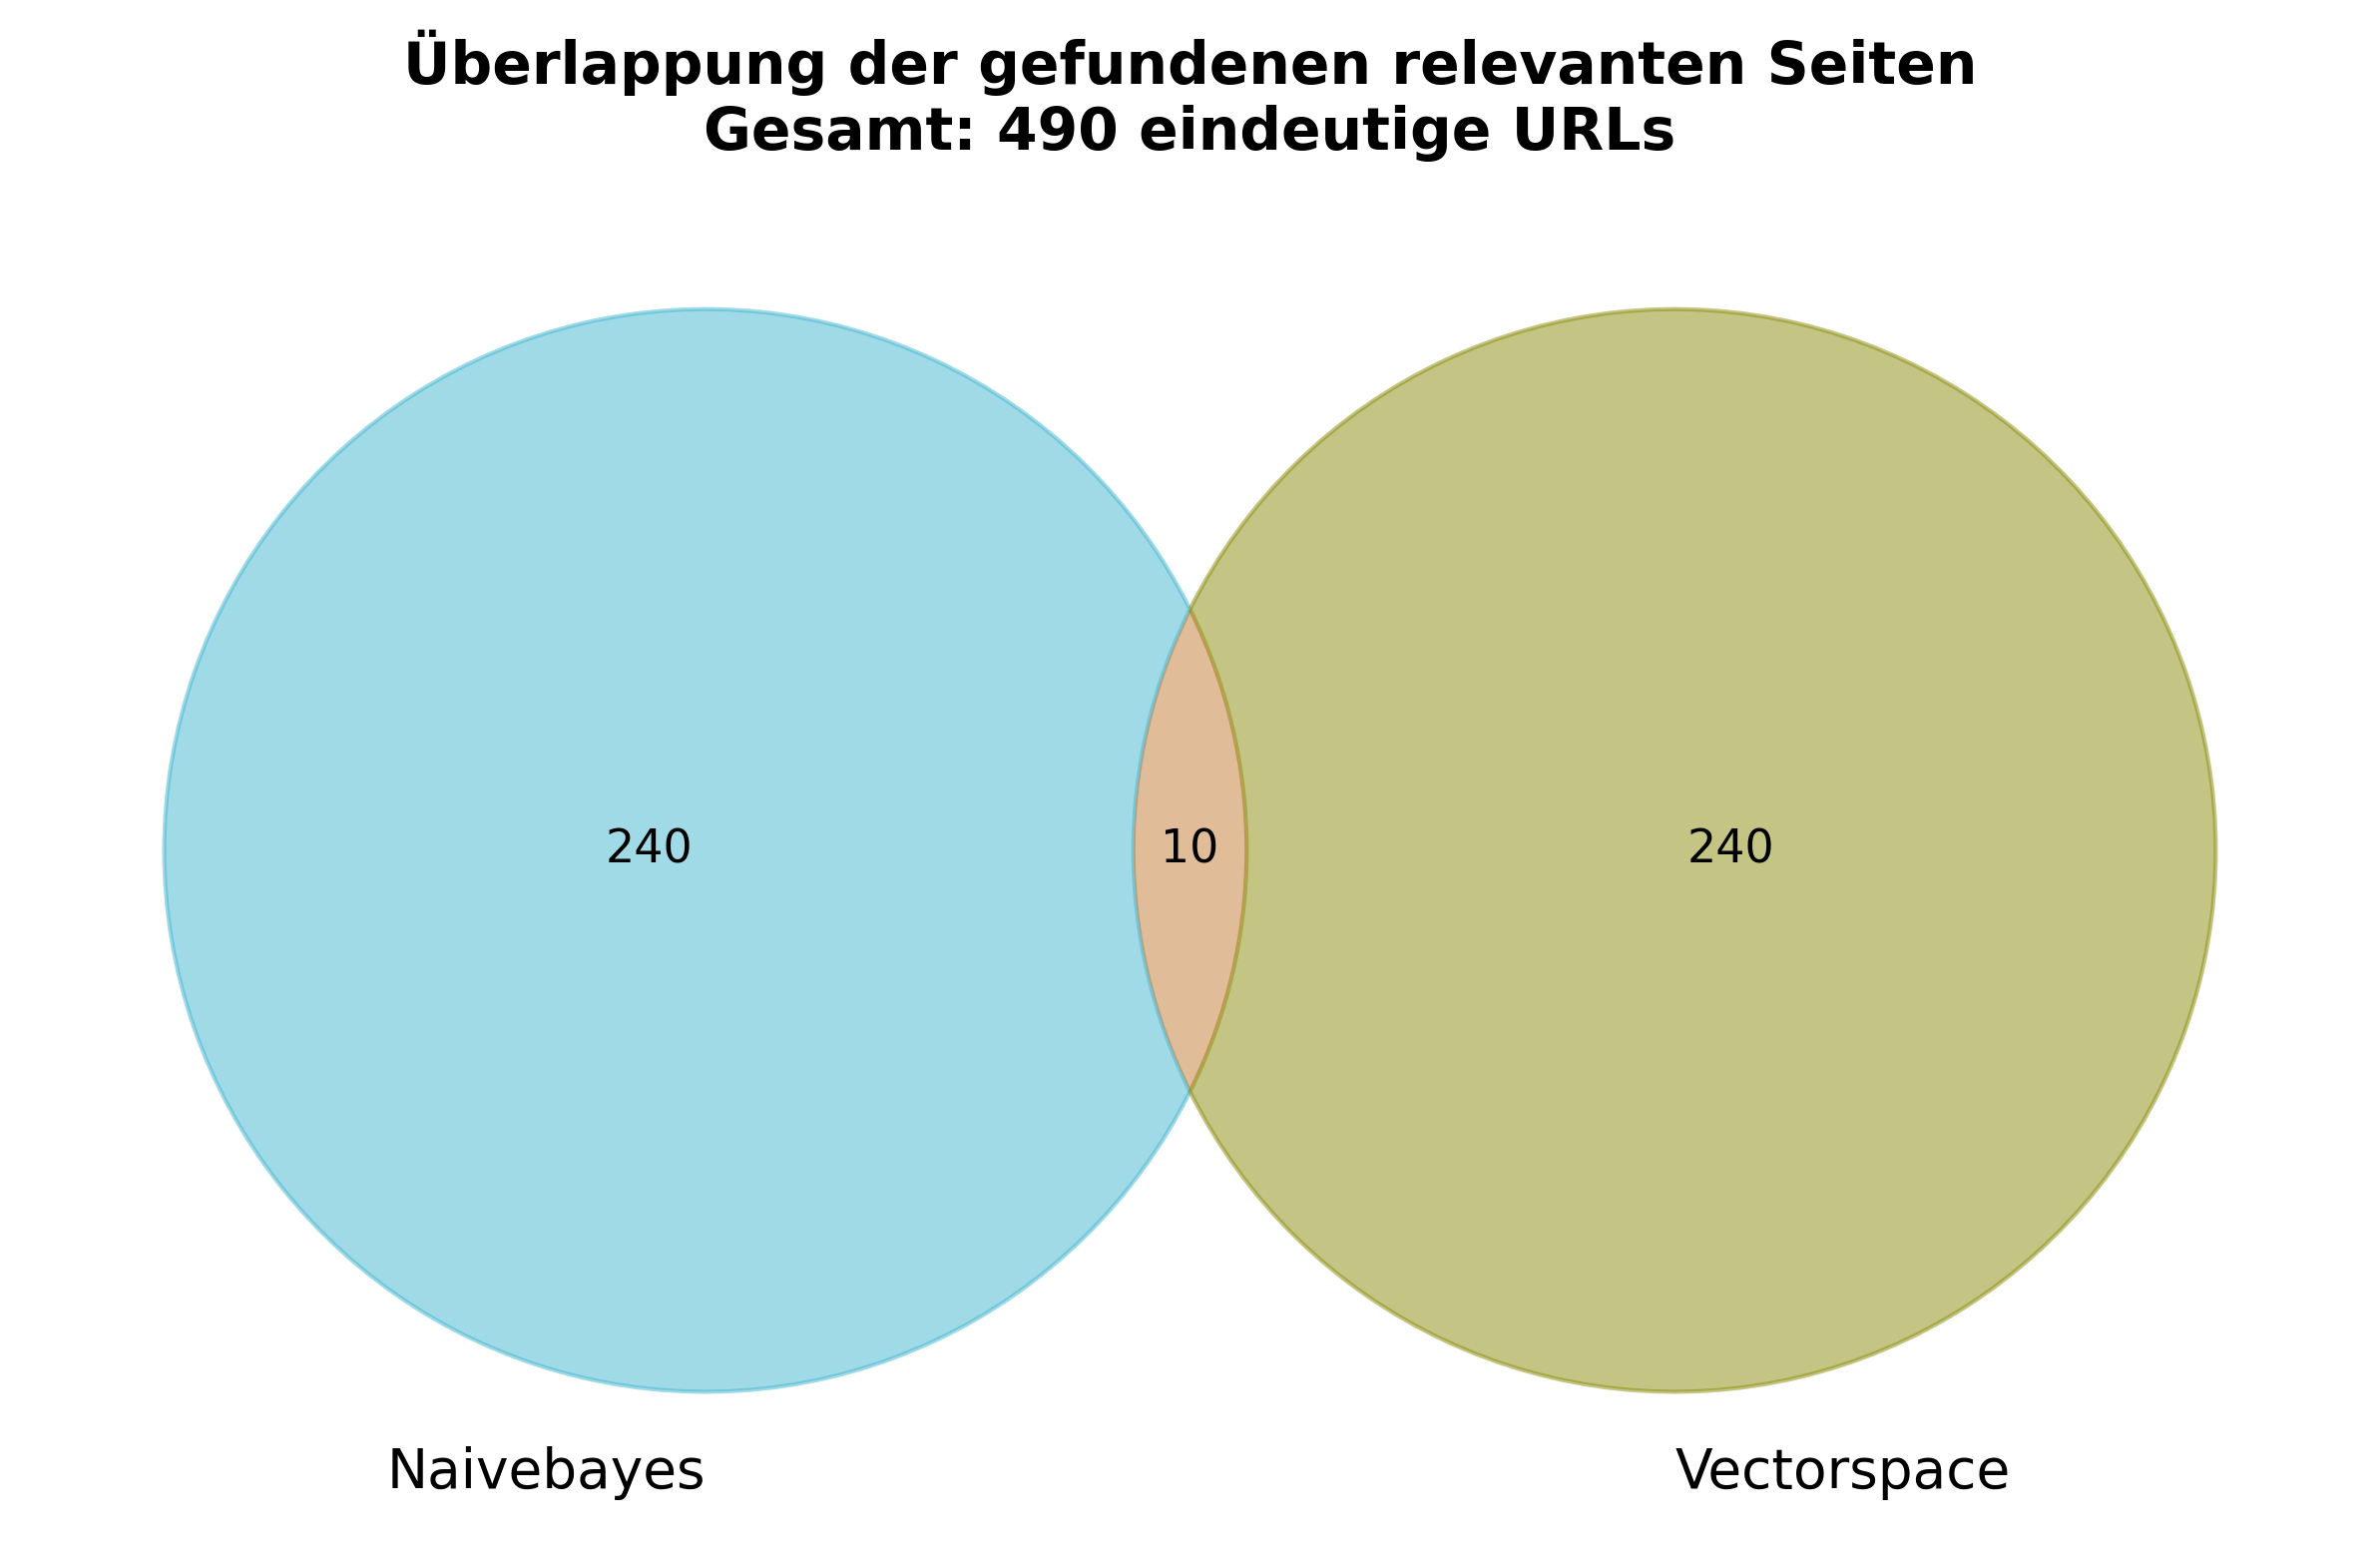 Überlappung der gefundenen relevanten Seiten
Gesamt: 490 eindeutige URLs
240
10
240
Naivebayes
Vectorspace